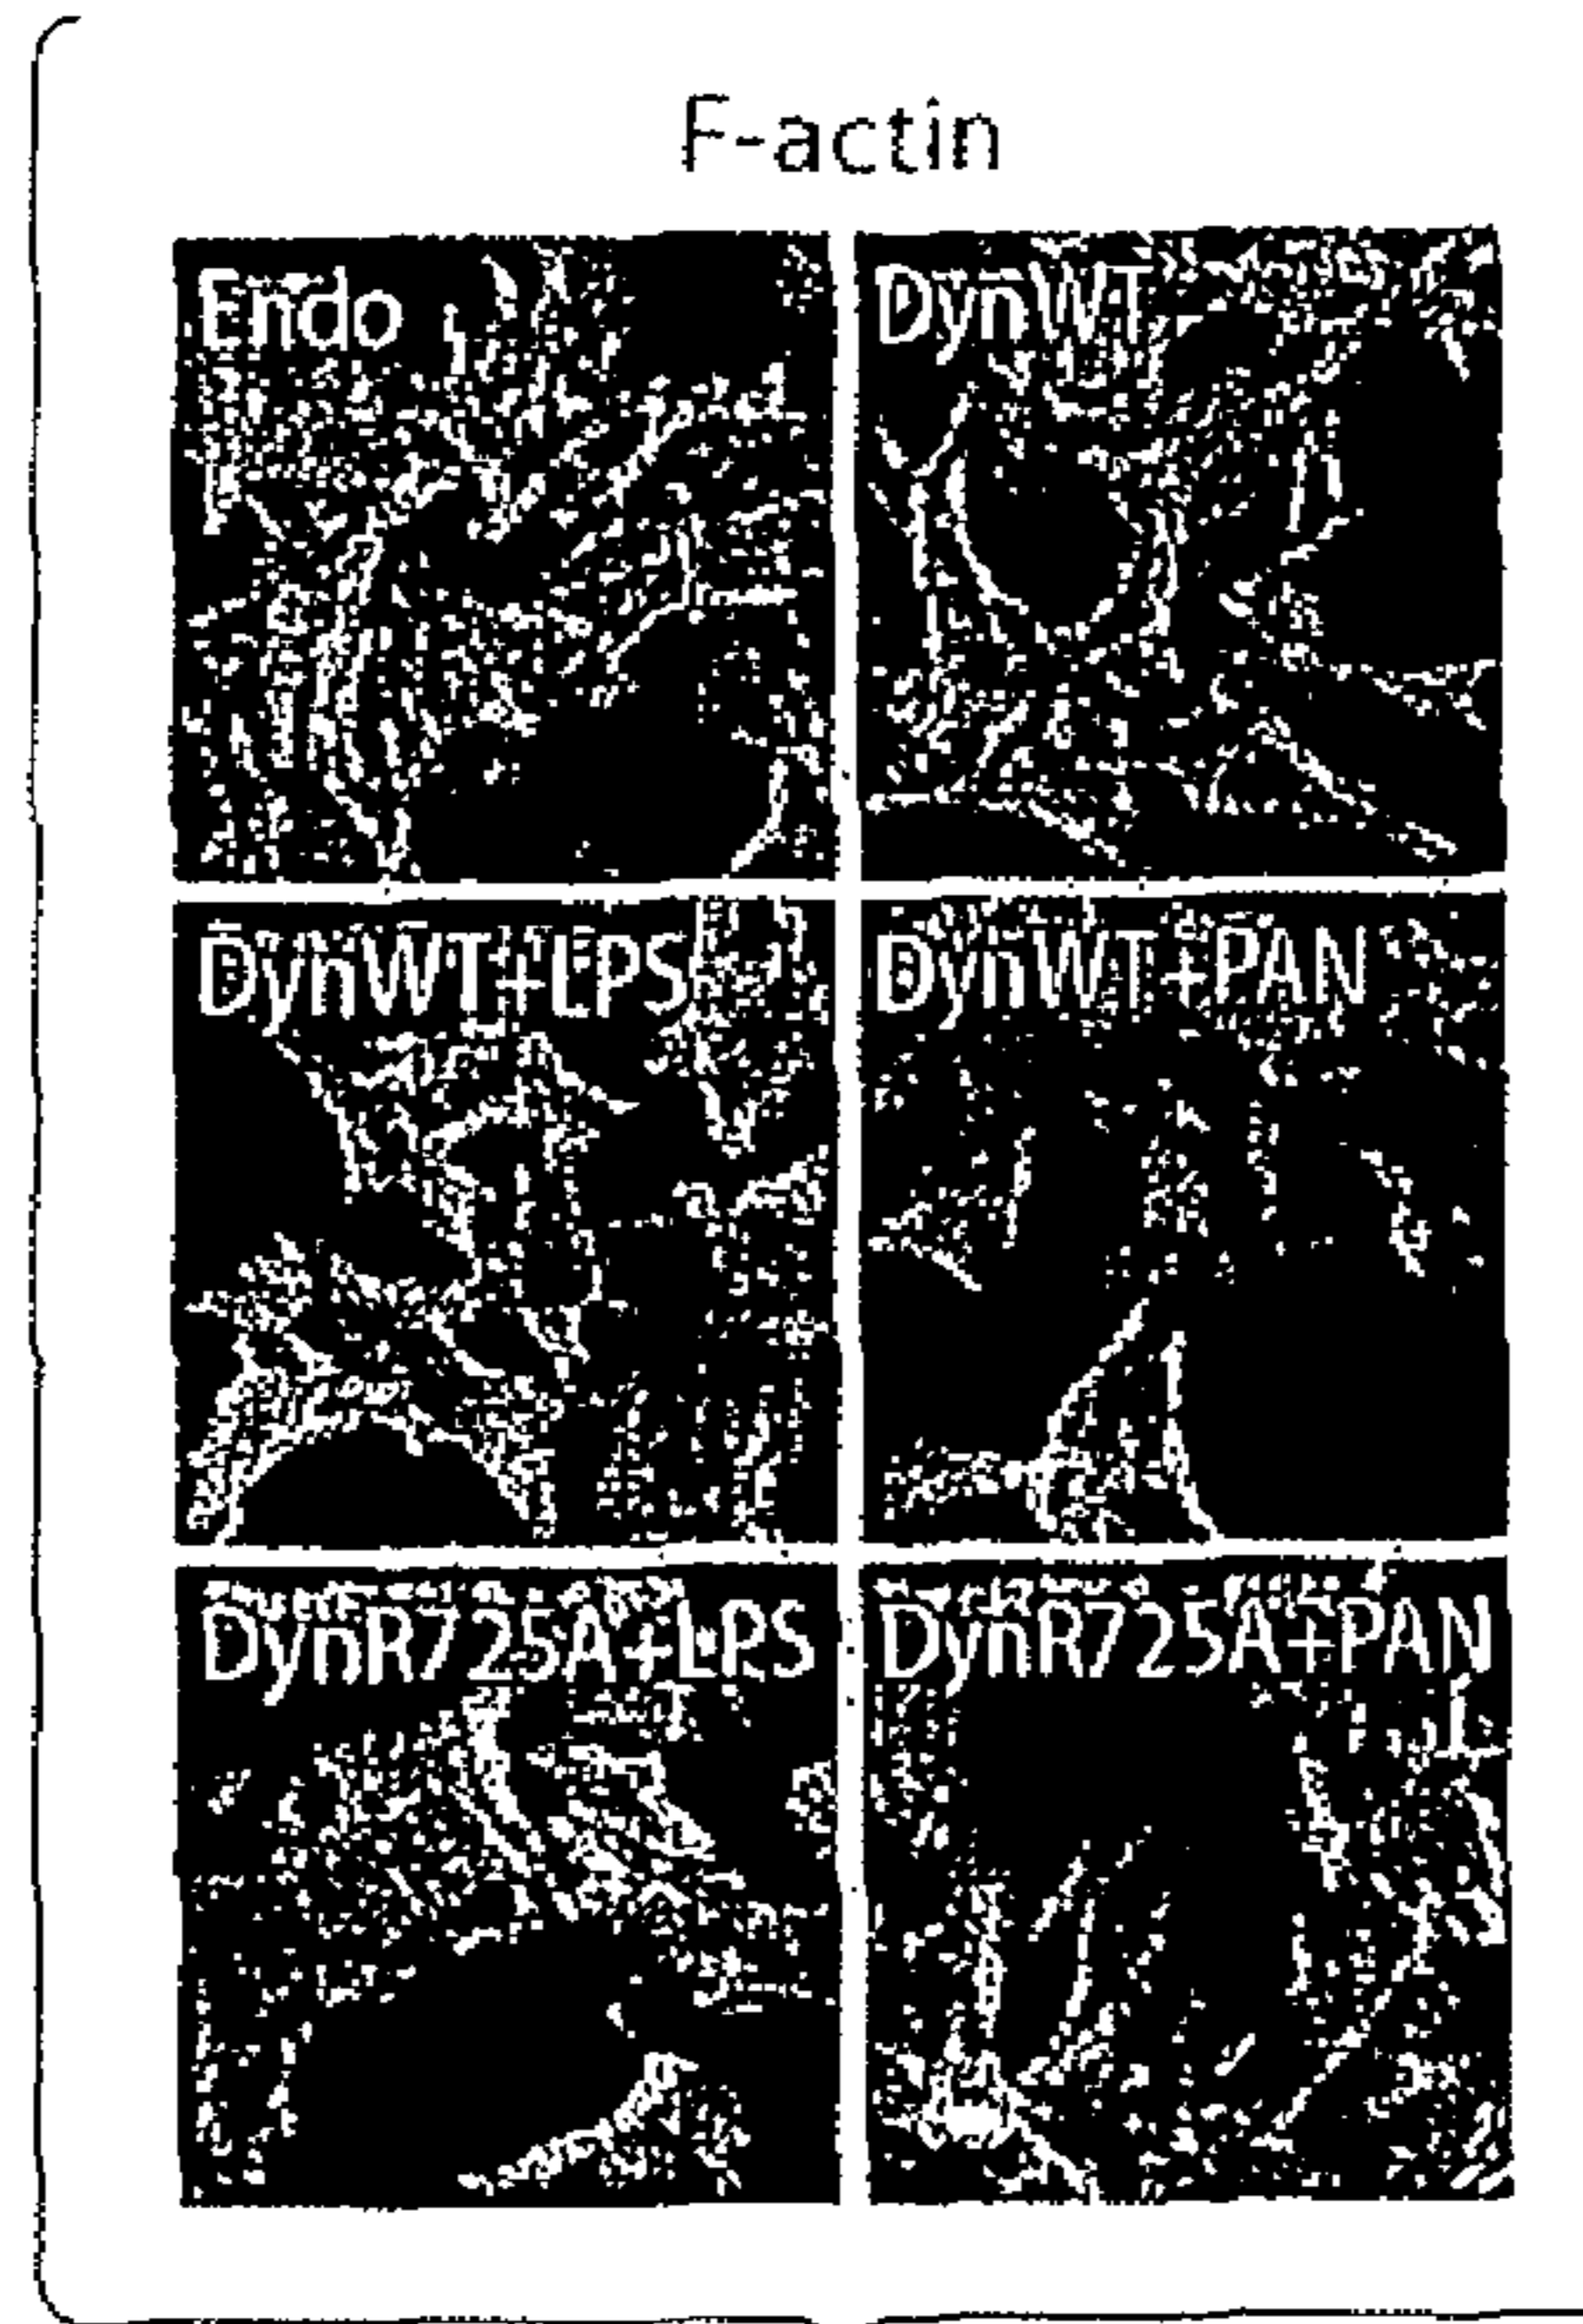 F-actin
Endo
DynWT
DynWT+LPS
DynWT+PAN
DynR725A+LPS
DynR725A+PAN